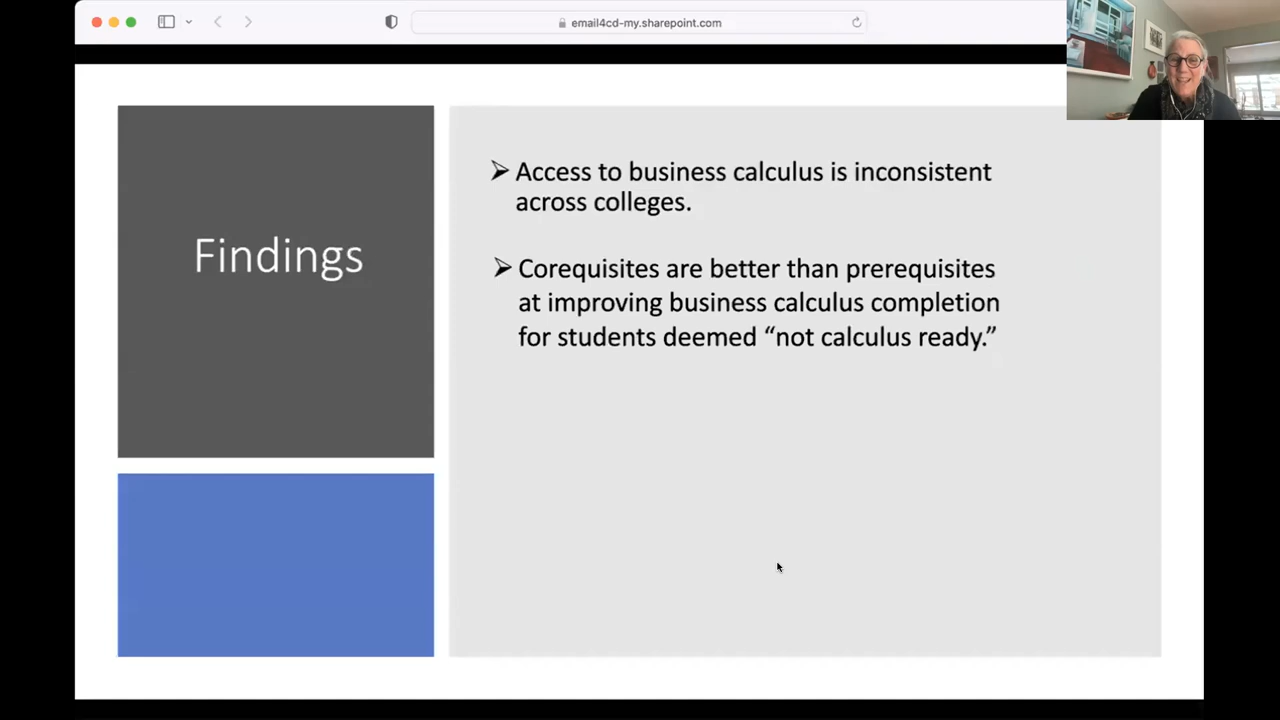 email4cd-my.sharepoint.com
Findings
➢ Access to business calculus is inconsistent
across colleges.
➢ Corequisites are better than prerequisites
at improving business calculus completion
for students deemed “not calculus ready.”